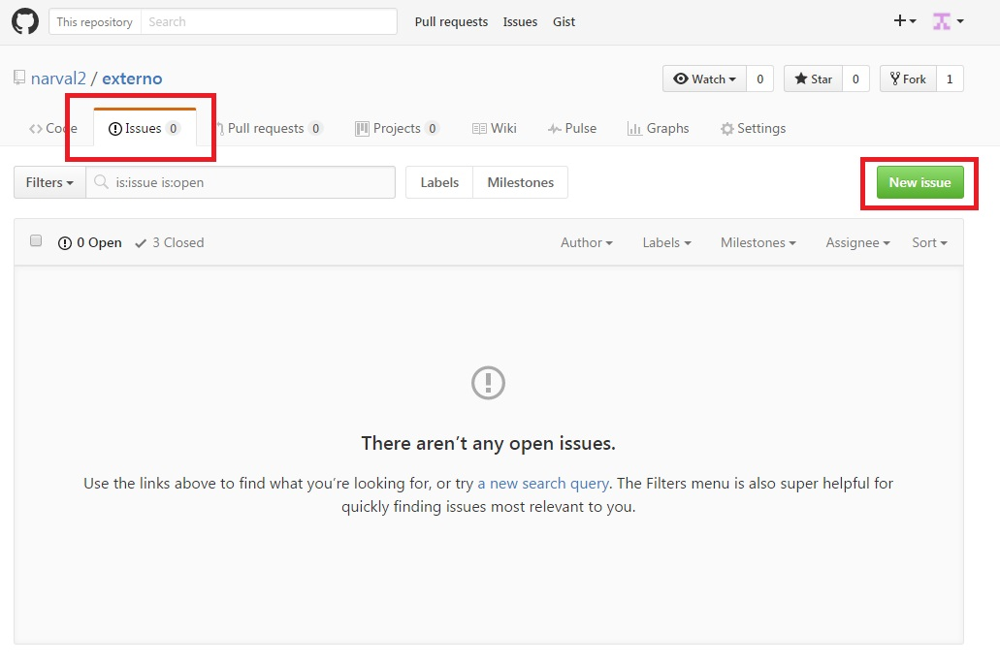 This repository Search Pull requests Issues Gist
narval2 / externo Watch 0 Star 0 Fork 1
Code Issues 0 Pull requests 0 Projects 0 Wiki Pulse Graphs Settings
Filters is:issue is:open Labels Milestones New issue
0 Open 3 Closed Author Labels Milestones Assignee Sort
There aren’t any open issues.
Use the links above to find what you’re looking for, or try a new search query. The Filters menu is also super helpful for
quickly finding issues most relevant to you.